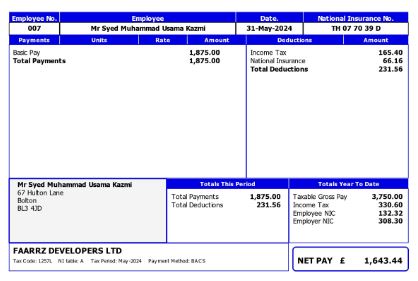 Employee No. Employee Date. National Insurance No.
007 Mr Syed Muhammad Usama Kazmi 31-May-2024 TH 07 70 39 D
Payments Units Rate Amount Deductions Amount
Basic Pay 1,875.00 Income Tax 165.40
Total Payments 1,875.00 National Insurance 66.16
Total Deductions 231.56
Mr Syed Muhammad Usama Kazmi
67 Hulton Lane
Bolton
BL3 4JD
Totals This Period
Total Payments 1,875.00
Total Deductions 231.56
Totals Year To Date
Taxable Gross Pay 3,750.00
Income Tax 330.60
Employee NIC 132.32
Employer NIC 308.30
FAARRZ DEVELOPERS LTD
Tax Code: 1257L NI table: A Tax Period: May-2024 Payment Method: BACS
NET PAY £ 1,643.44